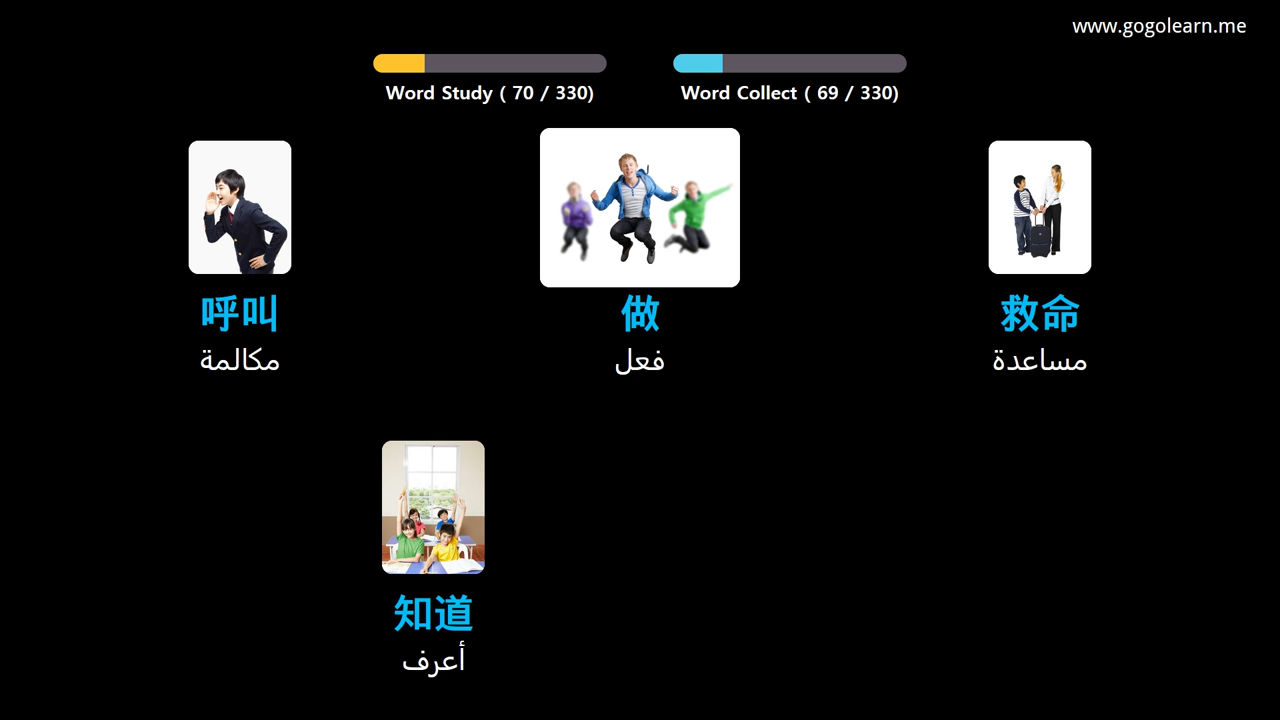 www.gogolearn.me
Word Study ( 70 / 330)
Word Collect ( 69 / 330)
呼叫
مكالمة
做
فعل
救命
مساعدة
知道
أعرف